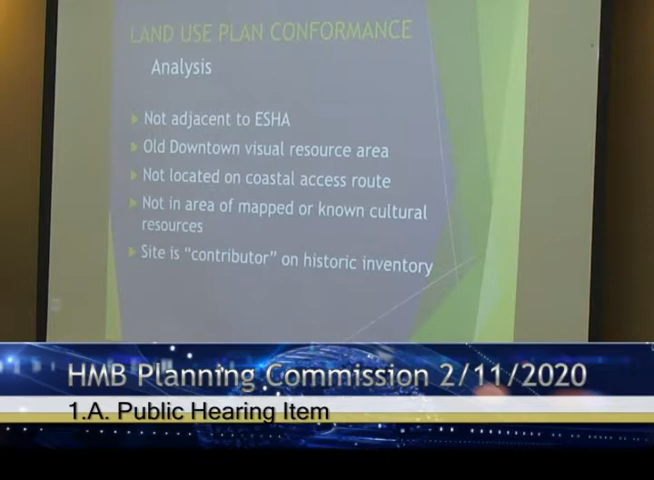 LAND USE PLAN CONFORMANCE
Analysis
Not adjacent to ESHA
Old Downtown visual resource area
Not located on coastal access route
Not in area of mapped or known cultural
resources
Site is "contributor" on historic inventory
HMB Planning Commission 2/11/2020
1.A. Public Hearing Item